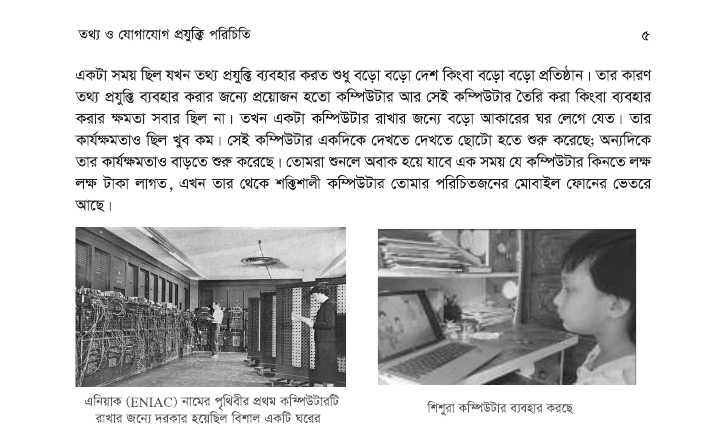 তথ্য ও যোগাযোগ প্রযুক্তি পরিচিতি ৫
একটা সময় ছিল যখন তথ্য প্রযুক্তি ব্যবহার করত শুধু বড়ো বড়ো দেশ কিংবা বড়ো বড়ো প্রতিষ্ঠান। তার কারণ
তথ্য প্রযুক্তি ব্যবহার করার জন্যে প্রয়োজন হতো কম্পিউটার আর সেই কম্পিউটার তৈরি করা কিংবা ব্যবহার
করার ক্ষমতা সবার ছিল না। তখন একটা কম্পিউটার রাখার জন্যে বড়ো আকারের ঘর লেগে যেত। তার
কার্যক্ষমতাও ছিল খুব কম। সেই কম্পিউটার একদিকে দেখতে দেখতে ছোটো হতে শুরু করেছে; অন্যদিকে
তার কার্যক্ষমতাও বাড়তে শুরু করেছে। তোমরা শুনলে অবাক হয়ে যাবে এক সময় যে কম্পিউটার কিনতে লক্ষ
লক্ষ টাকা লাগত, এখন তার থেকে শক্তিশালী কম্পিউটার তোমার পরিচিতজনের মোবাইল ফোনের ভেতরে
আছে।
এনিয়াক (ENIAC) নামের পৃথিবীর প্রথম কম্পিউটারটি
রাখার জন্যে দরকার হয়েছিল বিশাল একটি ঘরের
শিশুরা কম্পিউটার ব্যবহার করছে